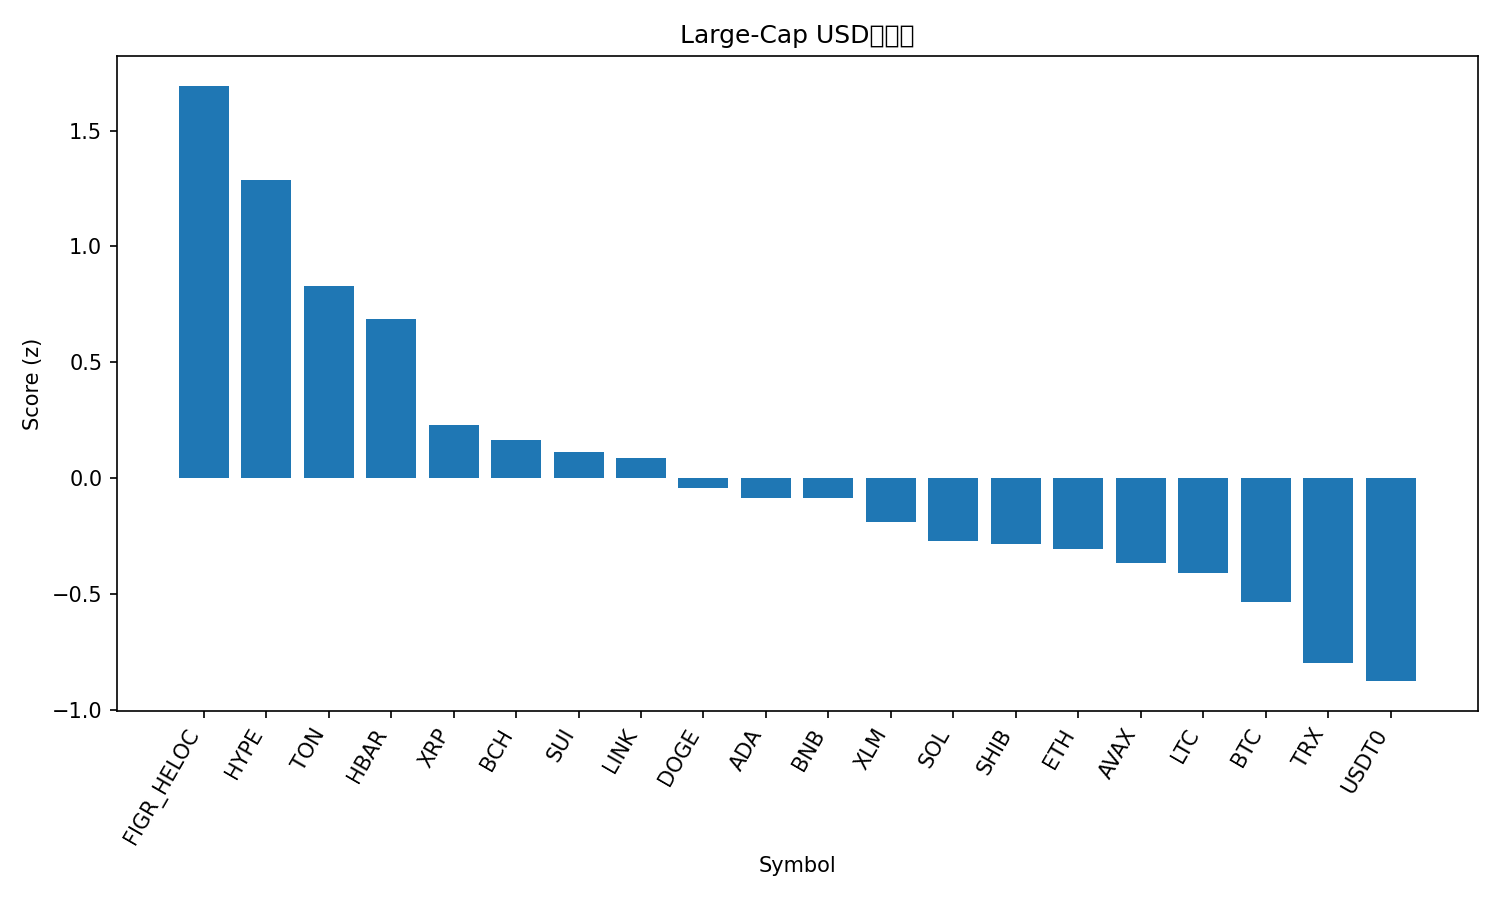 Large-Cap USD
Score (z)
1.5
1.0
0.5
0.0
−0.5
−1.0
FIGR_HELOC
HYPE
TON
HBAR
XRP
BCH
SUI
LINK
DOGE
ADA
BNB
XLM
SOL
SHIB
ETH
AVAX
LTC
BTC
TRX
USDT0
Symbol